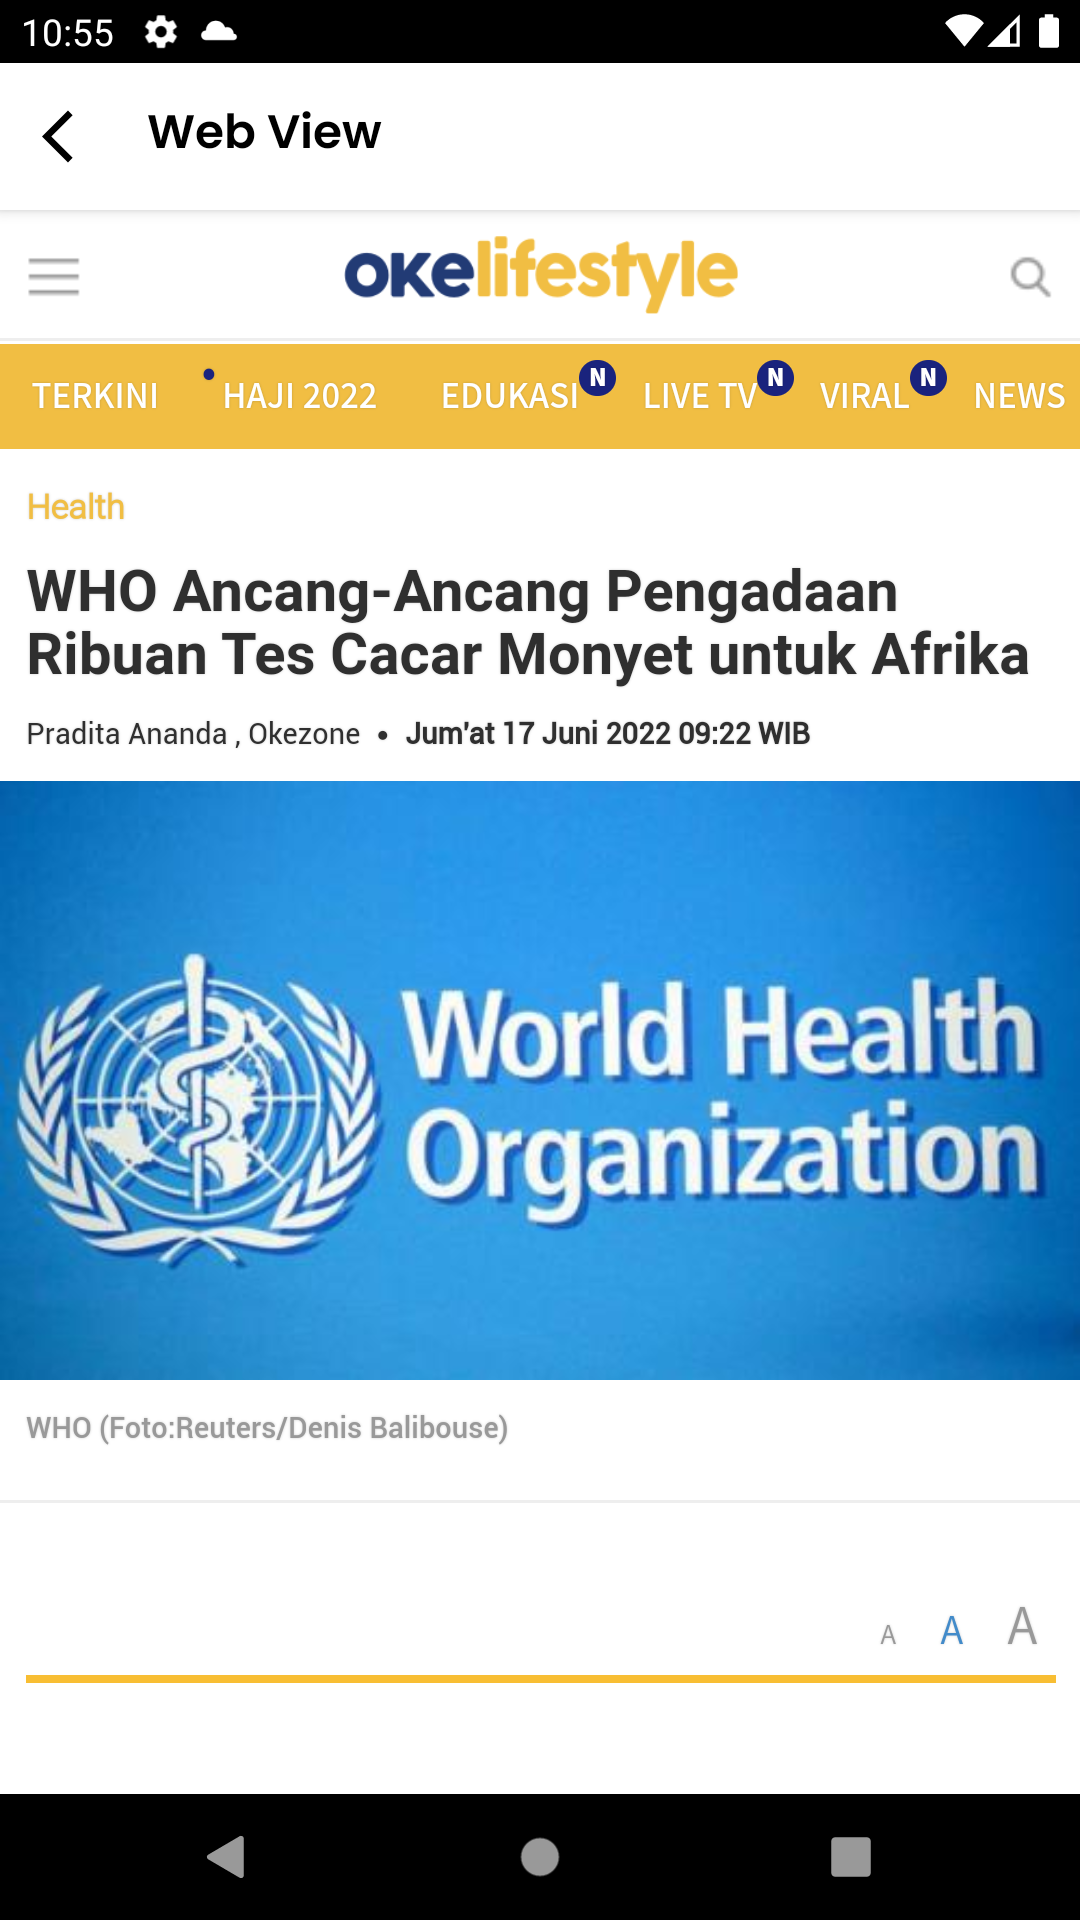 10:55
Web View
okelifestyle
TERKINI HAJI 2022 EDUKASI N LIVE TV N VIRAL N NEWS
Health
WHO Ancang-Ancang Pengadaan
Ribuan Tes Cacar Monyet untuk Afrika
Pradita Ananda , Okezone • Jum'at 17 Juni 2022 09:22 WIB
World Health
Organization
WHO (Foto:Reuters/Denis Balibouse)
A A A